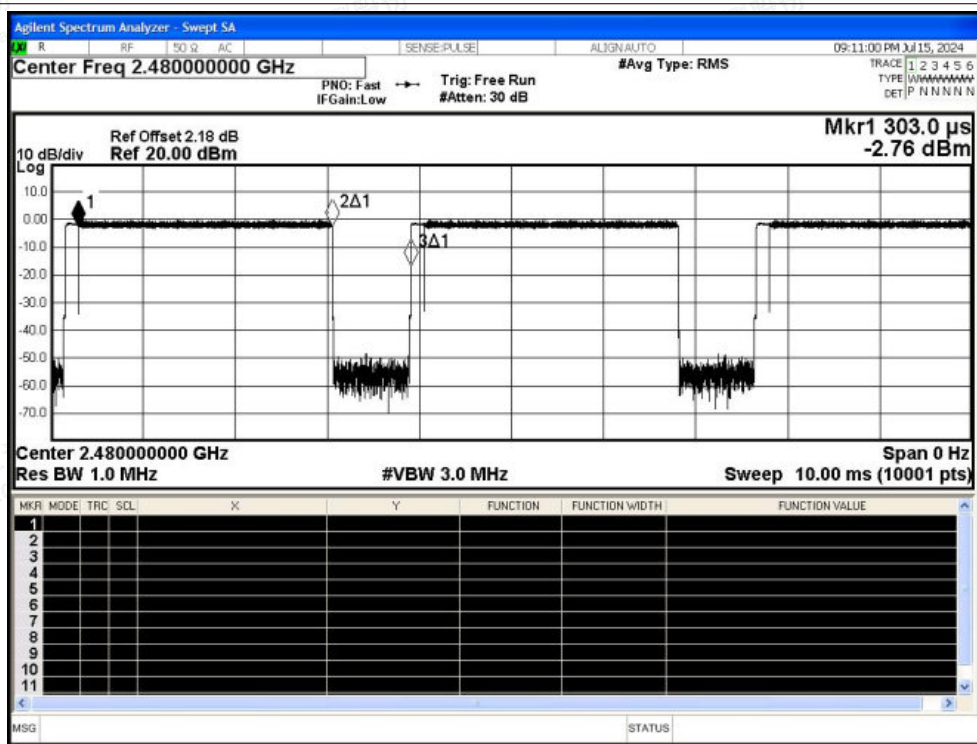 Agilent Spectrum Analyzer - Swept SA
LXI R RF 50 Ω AC SENSE:PULSE ALIGNAUTO 09:11:00 PM Jul 15, 2024
Center Freq 2.480000000 GHz
PNO: Fast
IFGain:Low
Trig: Free Run
#Atten: 30 dB
#Avg Type: RMS
TRACE 1 2 3 4 5 6
TYPE WWWWWW
DET P N N N N N
Mkr1 303.0 µs
-2.76 dBm
Ref Offset 2.18 dB
10 dB/div Ref 20.00 dBm
Log
10.0
0.00
-10.0
-20.0
-30.0
-40.0
-50.0
-60.0
-70.0
1
2Δ1
3Δ1
Center 2.480000000 GHz Span 0 Hz
Res BW 1.0 MHz #VBW 3.0 MHz Sweep 10.00 ms (10001 pts)
MKR MODE TRC SCL X Y FUNCTION FUNCTION WIDTH FUNCTION VALUE
1
2
3
4
5
6
7
8
9
10
11
MSG STATUS